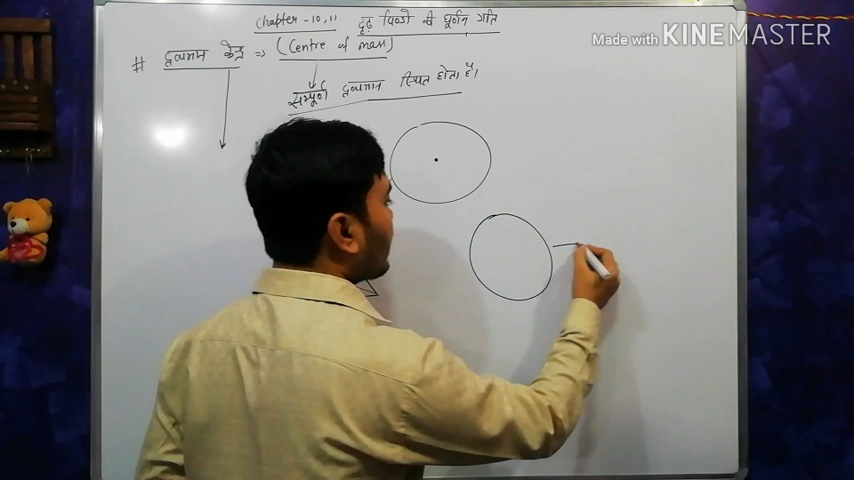 Chapter - 10, 11 दृढ़ पिण्डो की घूर्णन गति
# द्रव्यमान केन्द्र ⇒ (Centre of mass)
सम्पूर्ण द्रव्यमान स्थित होता है।
Made with KINEMASTER